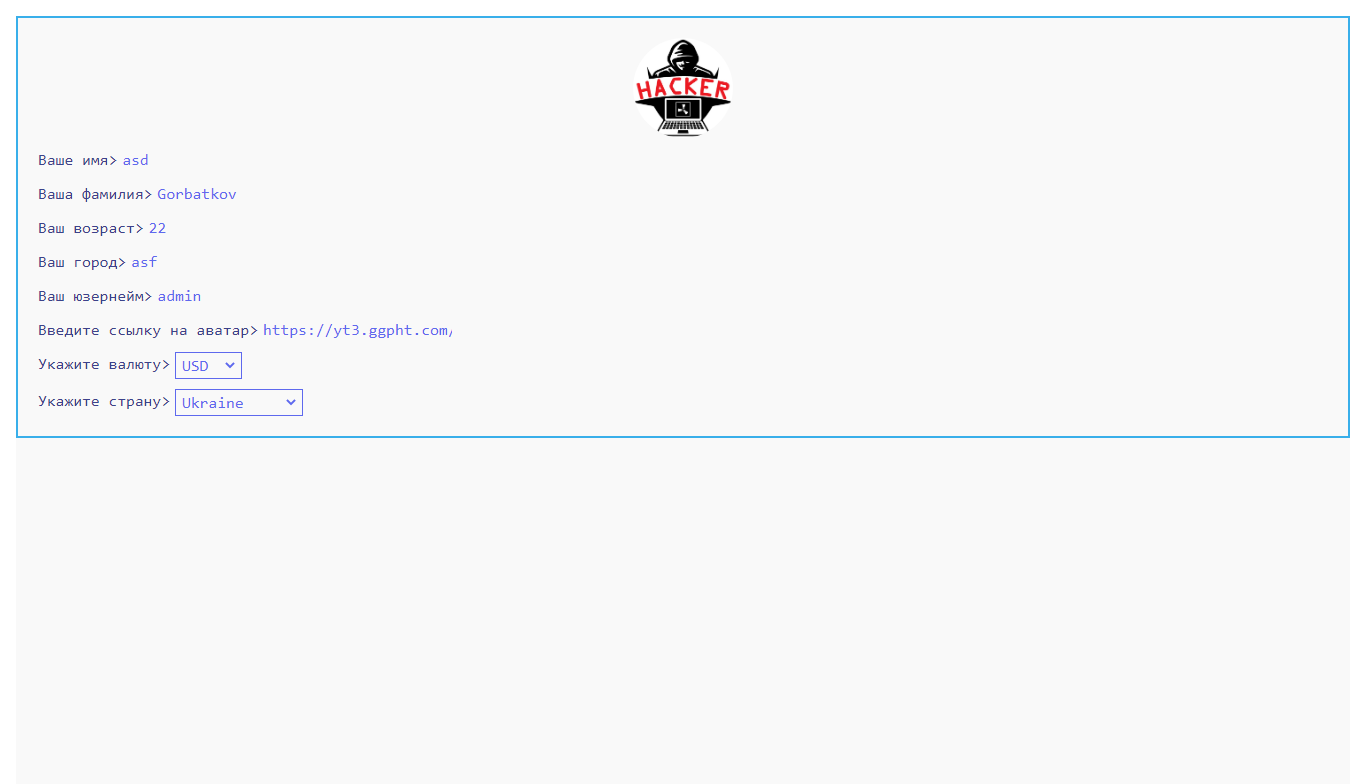 HACKER
Ваше имя> asd
Ваша фамилия> Gorbatkov
Ваш возраст> 22
Ваш город> asf
Ваш юзернейм> admin
Введите ссылку на аватар> https://yt3.ggpht.com/
Укажите валюту> USD
Укажите страну> Ukraine